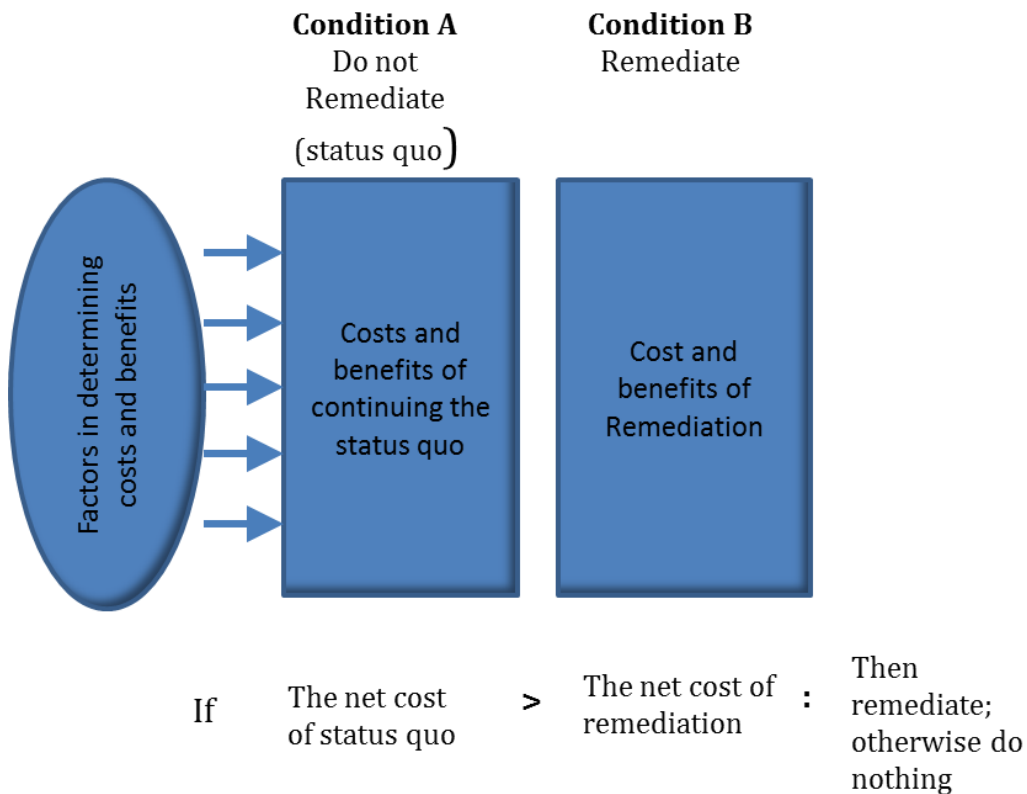 Condition A
Do not
Remediate
(status quo)
Condition B
Remediate
Factors in determining
costs and benefits
Costs and
benefits of
continuing the
status quo
Cost and
benefits of
Remediation
If
The net cost
of status quo
>
The net cost of
remediation
:
Then
remediate;
otherwise do
nothing